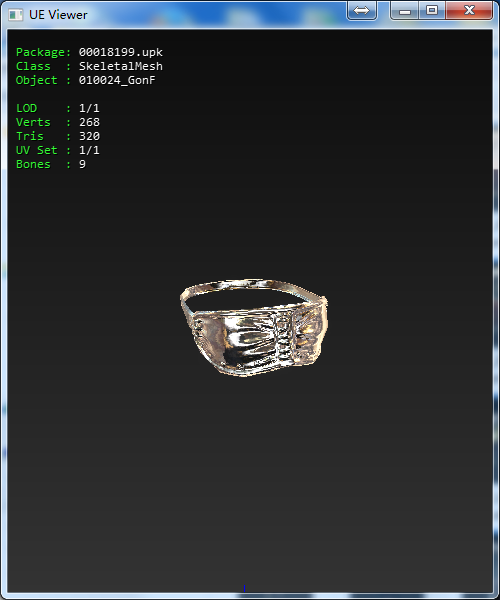 UE Viewer
Package: 00018199.upk
Class : SkeletalMesh
Object : 010024_GonF
LOD : 1/1
Verts : 268
Tris : 320
UV Set : 1/1
Bones : 9